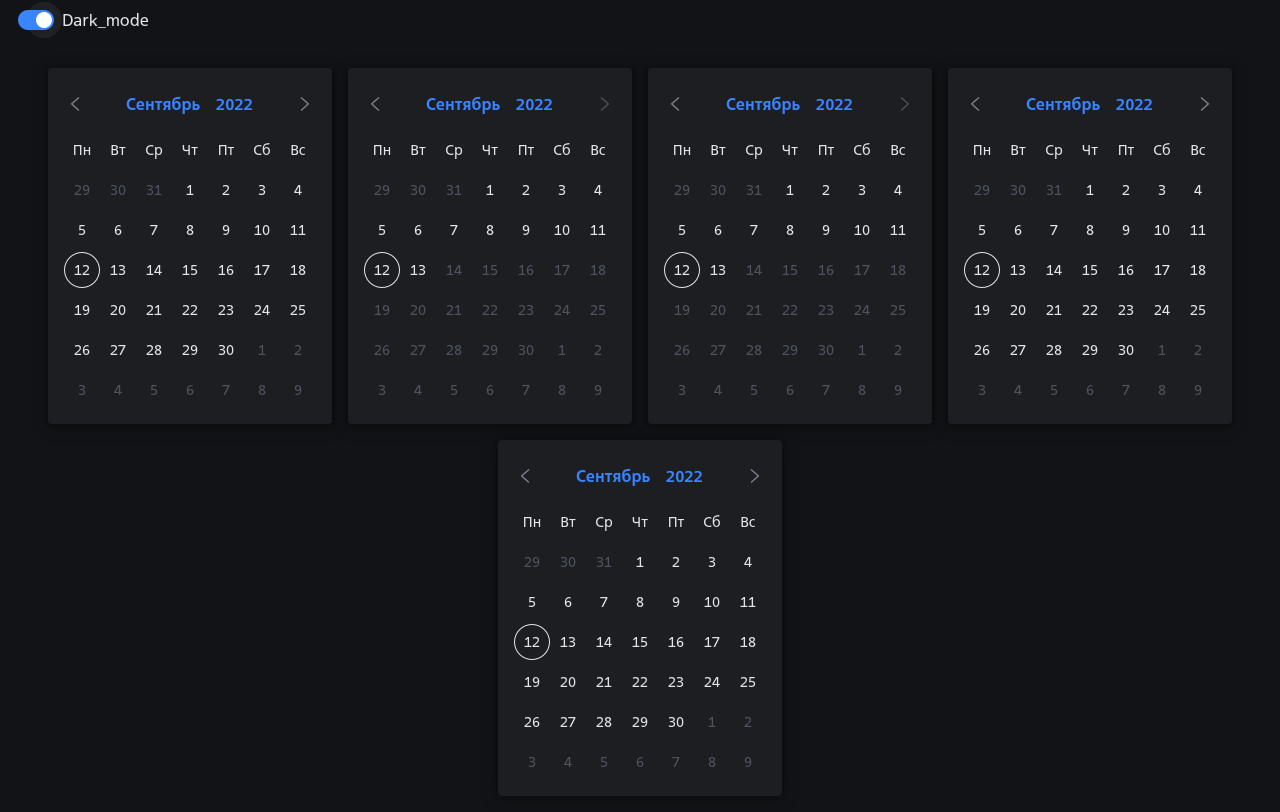 Dark_mode
Сентябрь 2022 Сентябрь 2022 Сентябрь 2022 Сентябрь 2022
Пн Вт Ср Чт Пт Сб Вс Пн Вт Ср Чт Пт Сб Вс Пн Вт Ср Чт Пт Сб Вс Пн Вт Ср Чт Пт Сб Вс
29 30 31 1 2 3 4 29 30 31 1 2 3 4 29 30 31 1 2 3 4 29 30 31 1 2 3 4
5 6 7 8 9 10 11 5 6 7 8 9 10 11 5 6 7 8 9 10 11 5 6 7 8 9 10 11
12 13 14 15 16 17 18 12 13 14 15 16 17 18 12 13 14 15 16 17 18 12 13 14 15 16 17 18
19 20 21 22 23 24 25 19 20 21 22 23 24 25 19 20 21 22 23 24 25 19 20 21 22 23 24 25
26 27 28 29 30 1 2 26 27 28 29 30 1 2 26 27 28 29 30 1 2 26 27 28 29 30 1 2
3 4 5 6 7 8 9 3 4 5 6 7 8 9 3 4 5 6 7 8 9 3 4 5 6 7 8 9
Сентябрь 2022
Пн Вт Ср Чт Пт Сб Вс
29 30 31 1 2 3 4
5 6 7 8 9 10 11
12 13 14 15 16 17 18
19 20 21 22 23 24 25
26 27 28 29 30 1 2
3 4 5 6 7 8 9